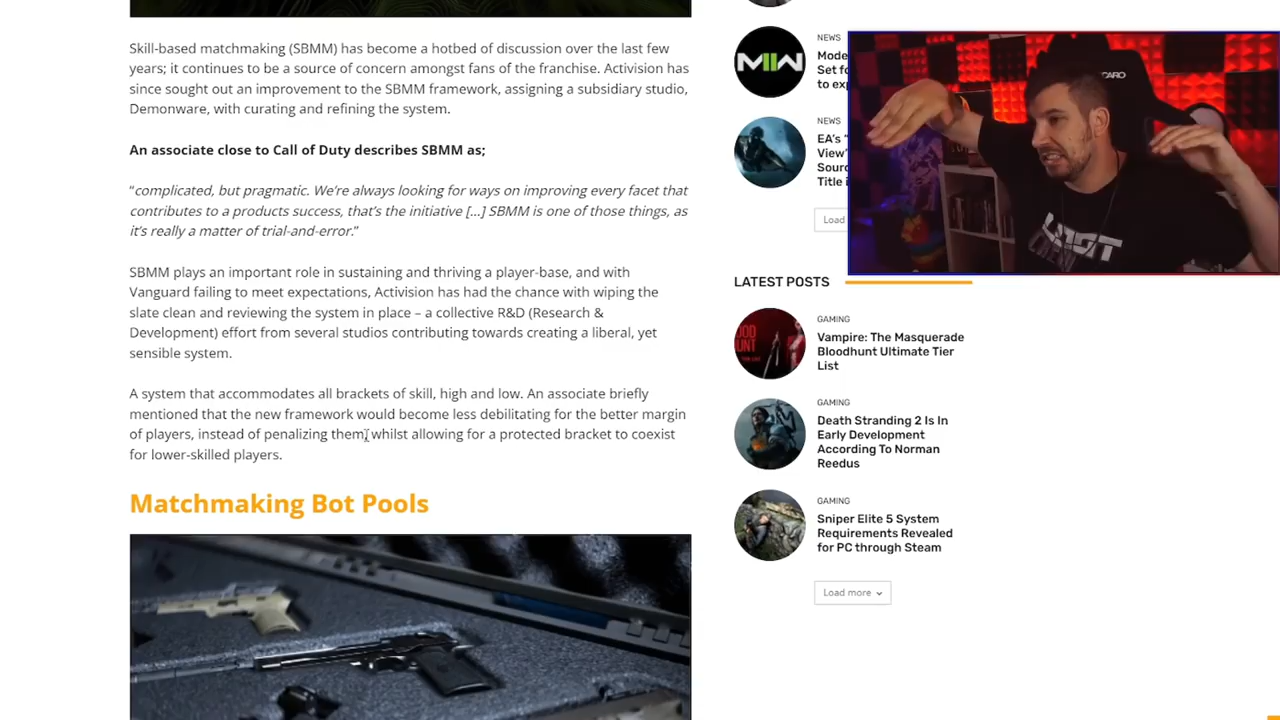 Skill-based matchmaking (SBMM) has become a hotbed of discussion over the last few
years; it continues to be a source of concern amongst fans of the franchise. Activision has
since sought out an improvement to the SBMM framework, assigning a subsidiary studio,
Demonware, with curating and refining the system.
An associate close to Call of Duty describes SBMM as;
“complicated, but pragmatic. We’re always looking for ways on improving every facet that
contributes to a products success, that’s the initiative [...] SBMM is one of those things, as
it’s really a matter of trial-and-error.”
SBMM plays an important role in sustaining and thriving a player-base, and with
Vanguard failing to meet expectations, Activision has had the chance with wiping the
slate clean and reviewing the system in place – a collective R&D (Research &
Development) effort from several studios contributing towards creating a liberal, yet
sensible system.
A system that accommodates all brackets of skill, high and low. An associate briefly
mentioned that the new framework would become less debilitating for the better margin
of players, instead of penalizing them, whilst allowing for a protected bracket to coexist
for lower-skilled players.
Matchmaking Bot Pools
MW
NEWS
Mode
Set fo
to exp
NEWS
EA’s “
View”
Sourc
Title i
Load
CARO
LATEST POSTS
GAMING
Vampire: The Masquerade
Bloodhunt Ultimate Tier
List
GAMING
Death Stranding 2 Is In
Early Development
According To Norman
Reedus
GAMING
Sniper Elite 5 System
Requirements Revealed
for PC through Steam
Load more